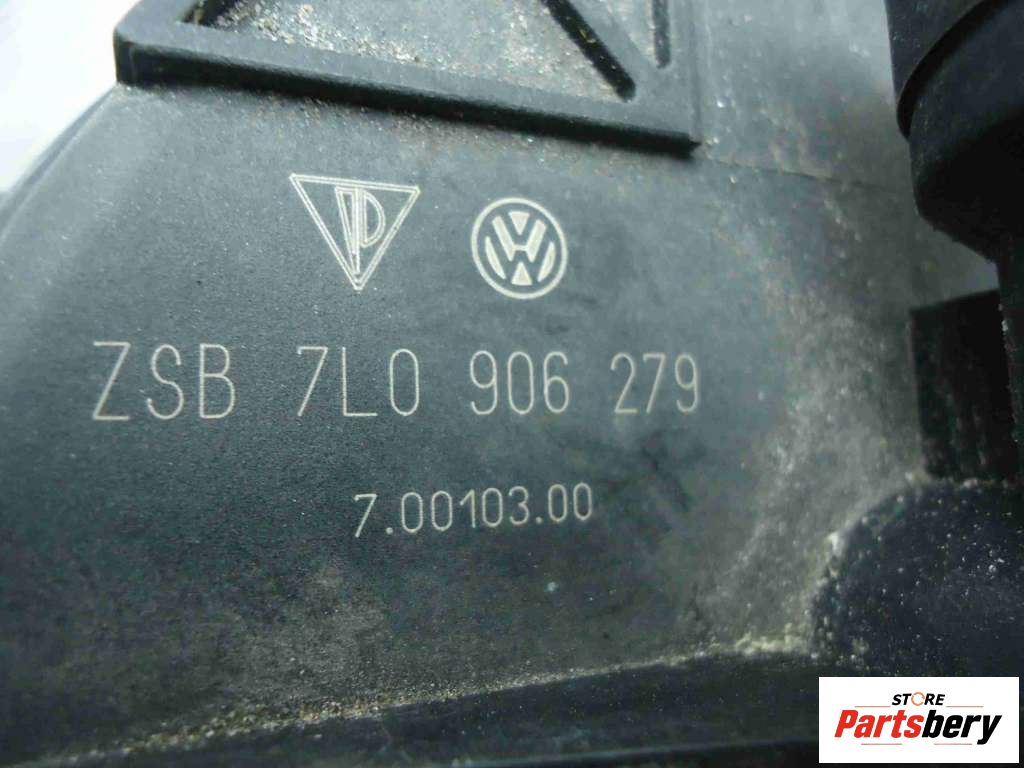 ZSB 7L0 906 279
7.00103.00
STORE
Partsbery